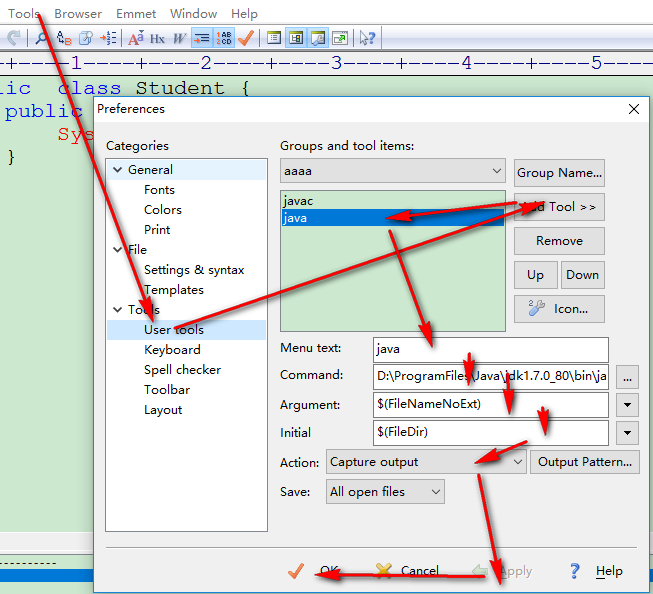 Tools Browser Emmet Window Help
1 2 3 4 5
lic class Student {
public
Sys
}
Preferences
Categories
General
Fonts
Colors
Print
File
Settings & syntax
Templates
Tools
User tools
Keyboard
Spell checker
Toolbar
Layout
Groups and tool items:
aaaa
Group Name...
javac
java
Add Tool >>
Remove
Up Down
Icon...
Menu text: java
Command: D:\ProgramFiles\Java\jdk1.7.0_80\bin\ja ...
Argument: $(FileNameNoExt)
Initial $(FileDir)
Action: Capture output Output Pattern...
Save: All open files
OK Cancel Apply ? Help